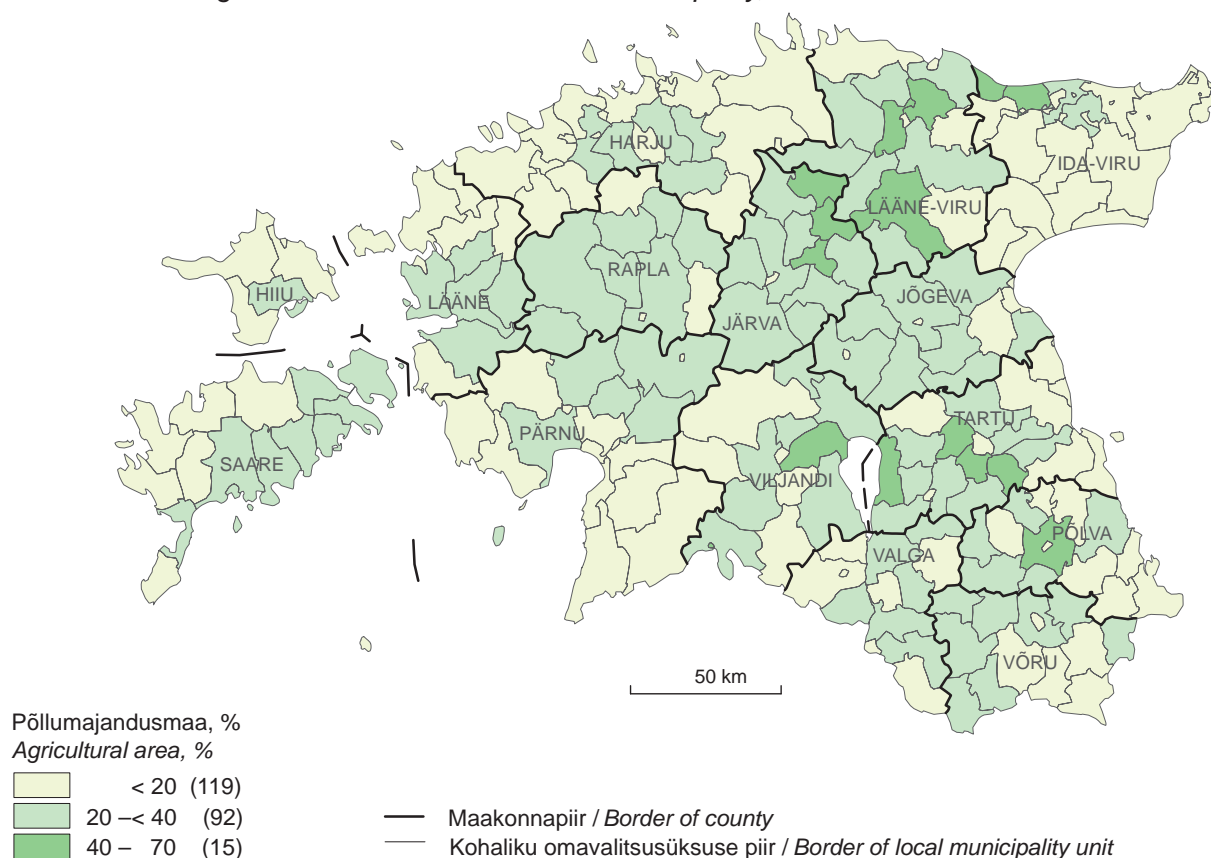 HARJU
IDA-VIRU
LÄÄNE-VIRU
RAPLA
HIIU
LÄÄNE
JÕGEVA
JÄRVA
TARTU
PÄRNU
SAARE
VILJANDI
PÕLVA
VALGA
VÕRU
50 km
Põllumajandusmaa, %
Agricultural area, %
< 20 (119)
20 –< 40 (92)
40 – 70 (15)
Maakonnapiir / Border of county
Kohaliku omavalitsusüksuse piir / Border of local municipality unit